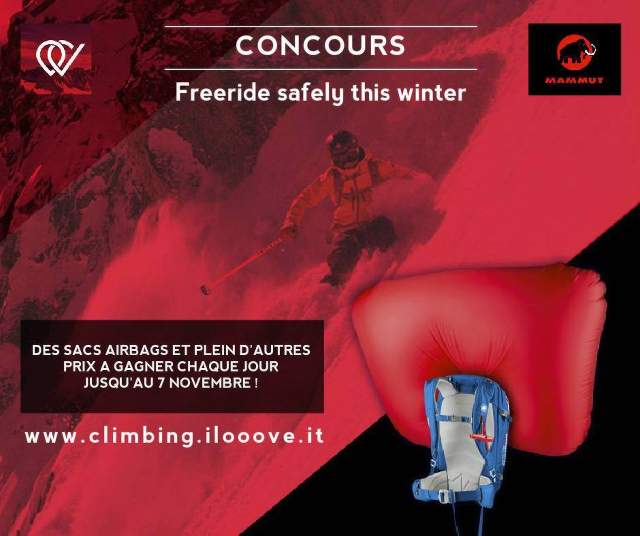 CONCOURS
MAMMUT
Freeride safely this winter
DES SACS AIRBAGS ET PLEIN D'AUTRES
PRIX A GAGNER CHAQUE JOUR
JUSQU'AU 7 NOVEMBRE !
www.climbing.ilooove.it